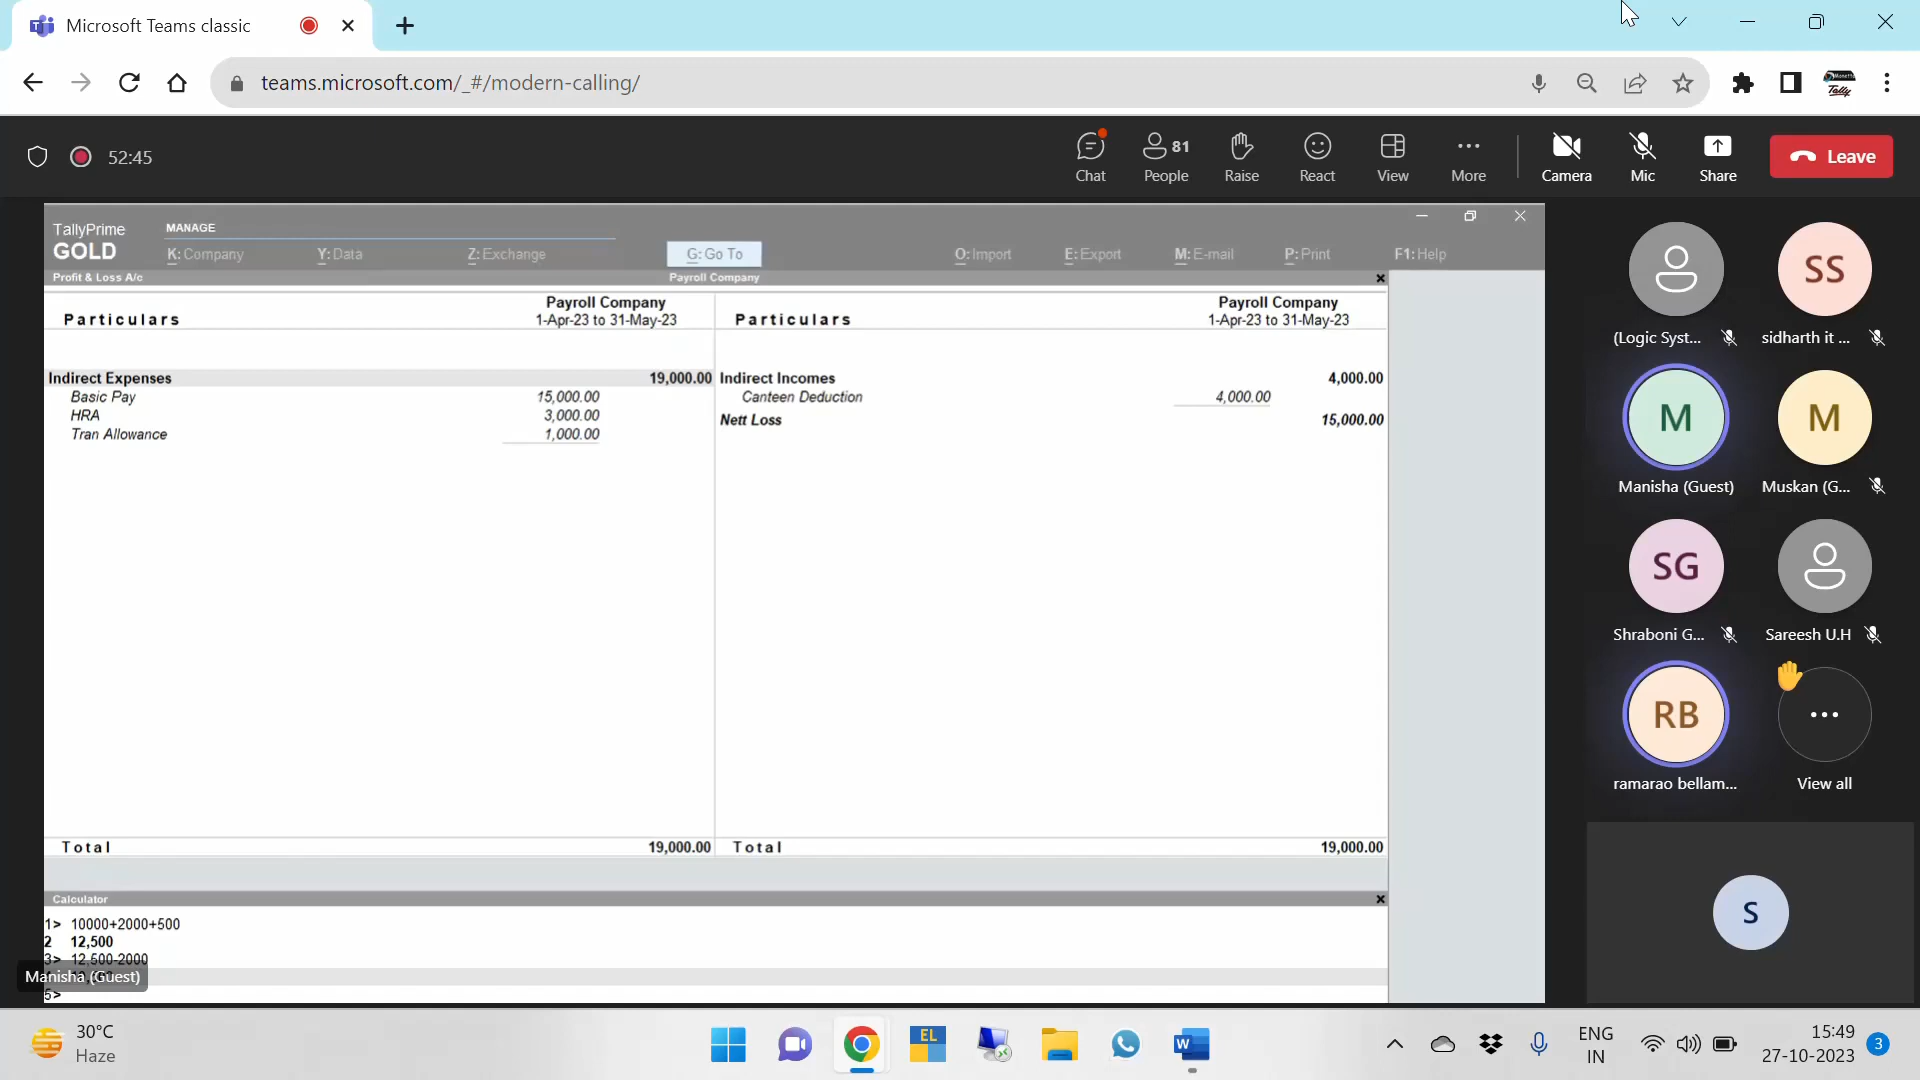 Microsoft Teams classic
teams.microsoft.com/_#/modern-calling/
52:45
Chat
81
People
Raise
React
View
More
Camera
Mic
Share
Leave
TallyPrime
GOLD
MANAGE
K: Company
Y: Data
Z: Exchange
G: Go To
O: Import
E: Export
M: E-mail
P: Print
F1: Help
Profit & Loss A/c
Payroll Company
Particulars
Payroll Company
1-Apr-23 to 31-May-23
Particulars
Payroll Company
1-Apr-23 to 31-May-23
Indirect Expenses 19,000.00
Basic Pay 15,000.00
HRA 3,000.00
Tran Allowance 1,000.00
Indirect Incomes 4,000.00
Canteen Deduction 4,000.00
Nett Loss 15,000.00
Total 19,000.00
Total 19,000.00
Calculator
1> 10000+2000+500
2 12,500
3> 12,500-2000
5>
Manisha (Guest)
(Logic Syst...
SS
sidharth it ...
M
Manisha (Guest)
M
Muskan (G...
SG
Shraboni G...
Sareesh U.H
RB
ramarao bellam...
View all
S
30°C
Haze
EL
W
ENG
IN
15:49
27-10-2023
3